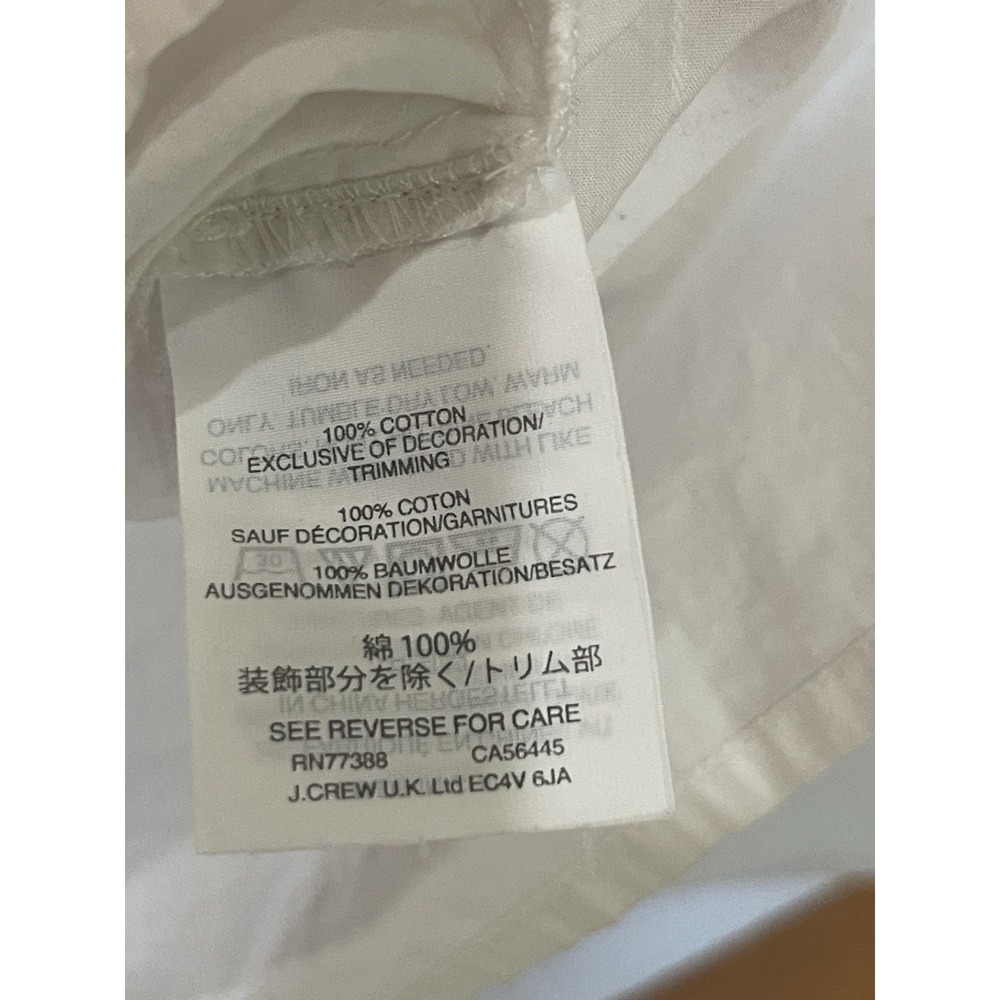 100% COTTON
EXCLUSIVE OF DECORATION/
TRIMMING
100% COTON
SAUF DÉCORATION/GARNITURES
100% BAUMWOLLE
AUSGENOMMEN DEKORATION/BESATZ
綿 100%
装飾部分を除く/トリム部
SEE REVERSE FOR CARE
RN77388 CA56445
J.CREW U.K. Ltd EC4V 6JA